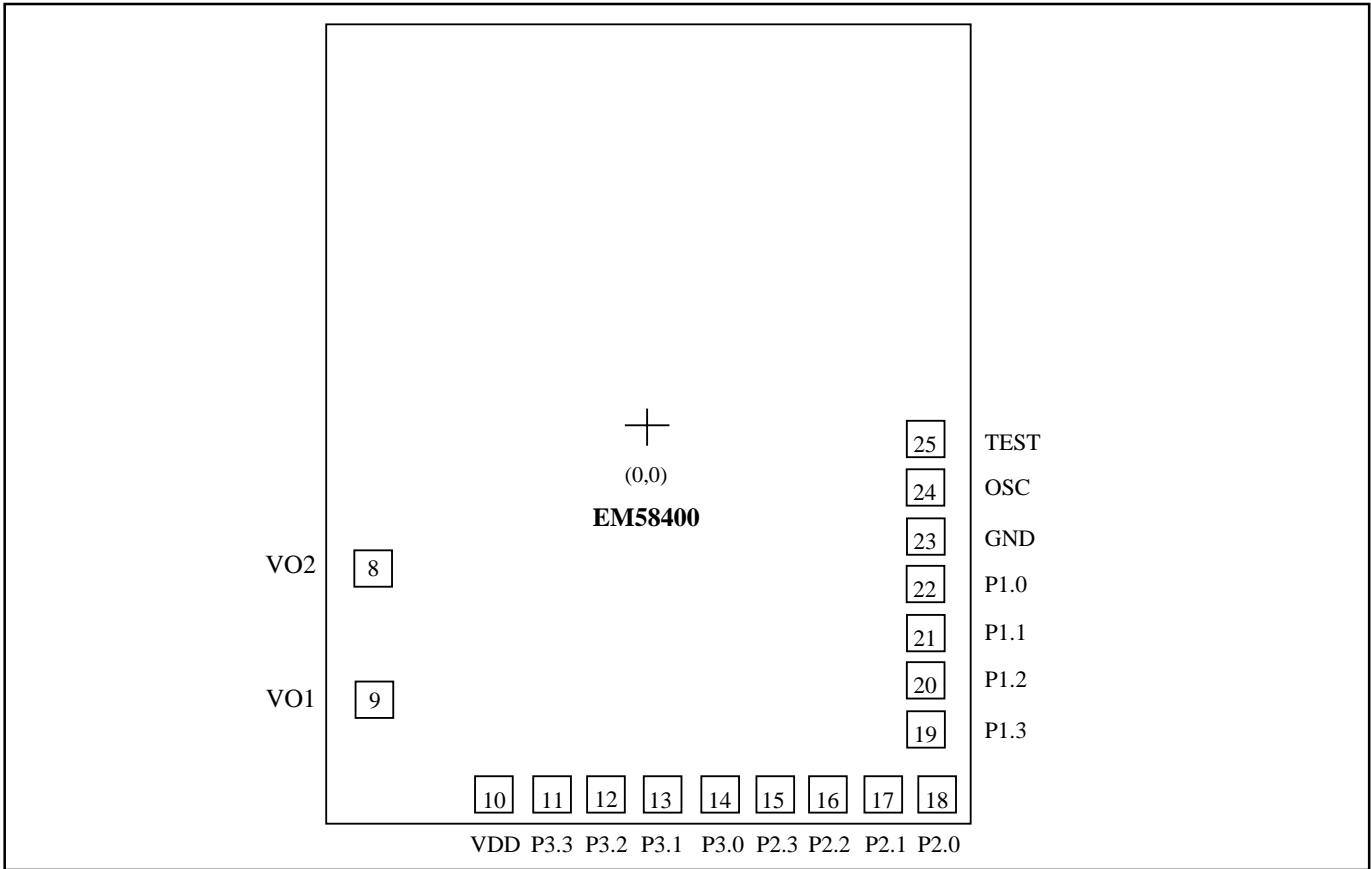 25 TEST
(0,0)
24 OSC
EM58400
23 GND
VO2 8
22 P1.0
21 P1.1
20 P1.2
VO1 9
19 P1.3
10 11 12 13 14 15 16 17 18
VDD P3.3 P3.2 P3.1 P3.0 P2.3 P2.2 P2.1 P2.0